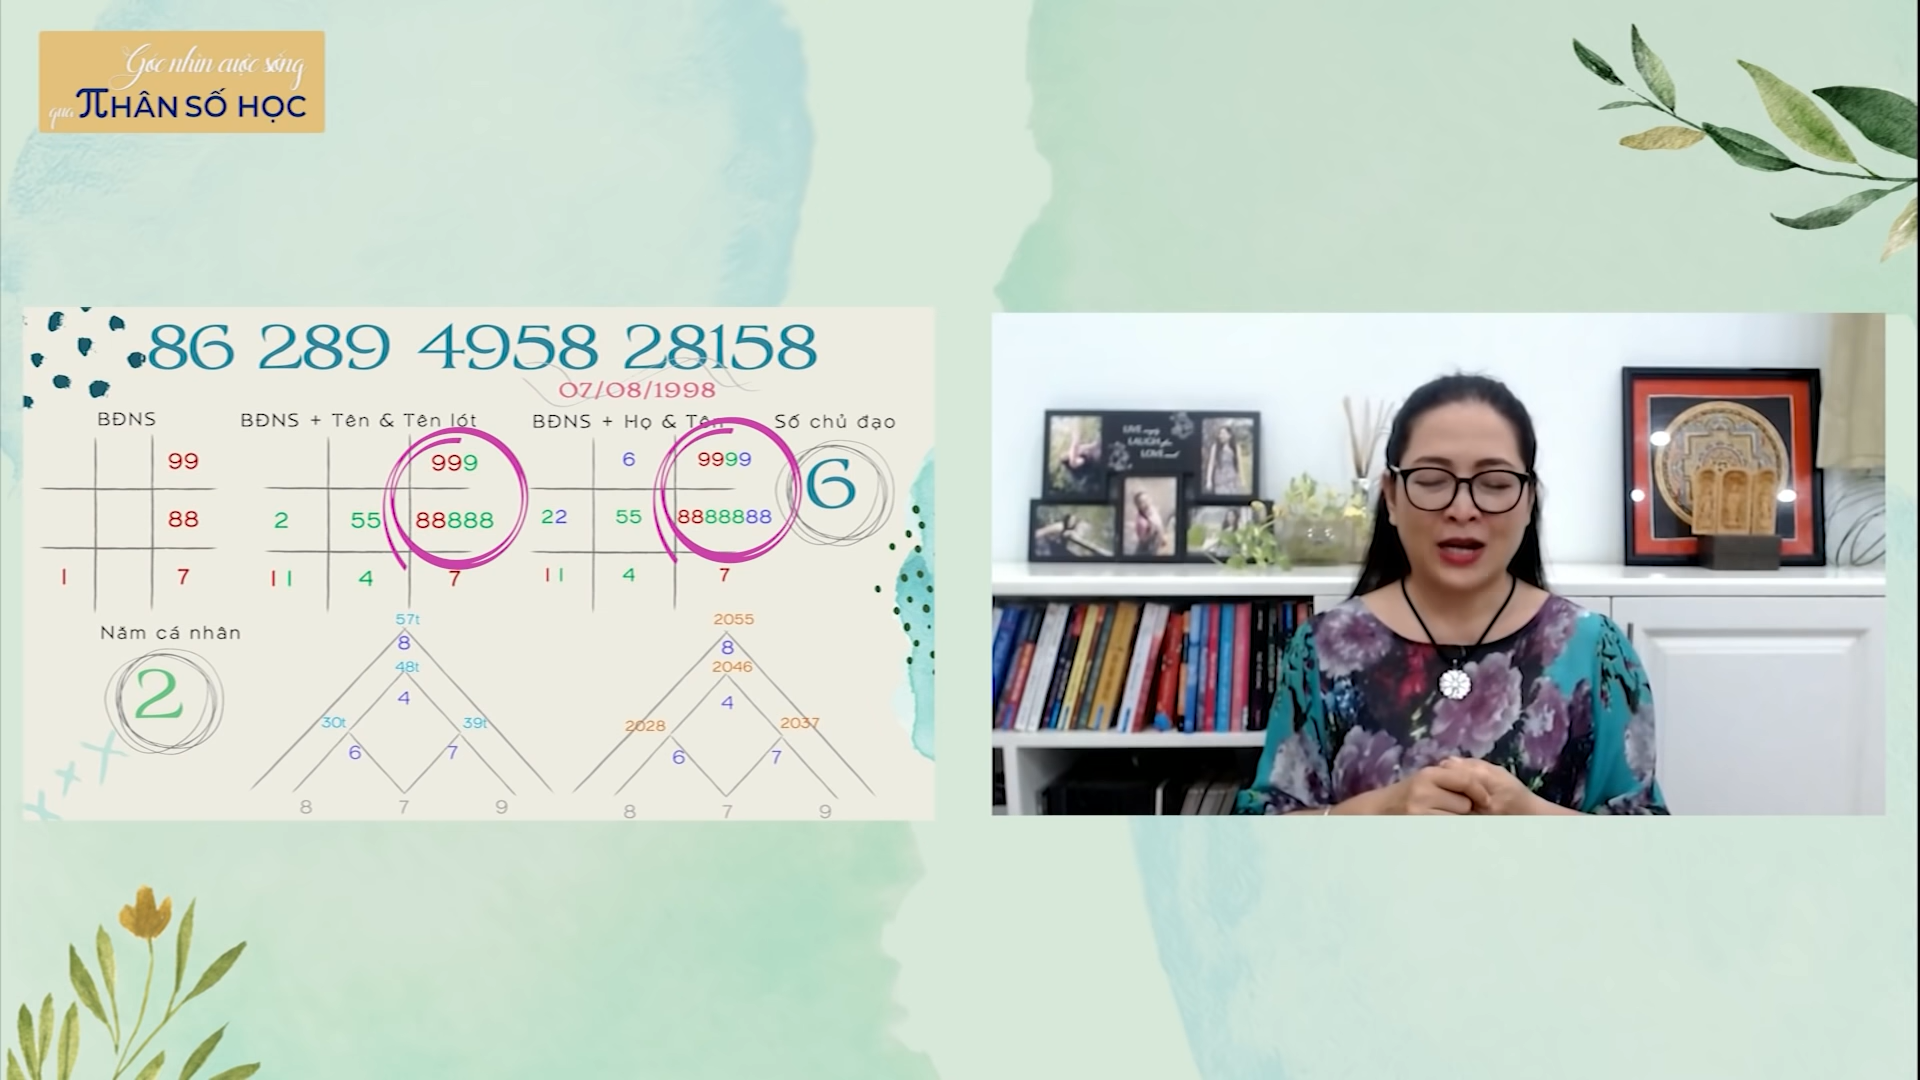 Góc nhìn cuộc sống
qua πHÂN SỐ HỌC
86 289 4958 28158
07/08/1998
BĐNS
BĐNS + Tên & Tên lót
BĐNS + Họ & Tên
Số chủ đạo
99
999
6
9999
6
88
2
55
88888
22
55
8888888
1
7
11
4
7
11
4
7
Năm cá nhân
2
57t
8
48t
4
30t
39t
6
7
8
7
9
2055
8
2046
4
2028
2037
6
7
8
7
9
LIVE
LAUGH
LOVE